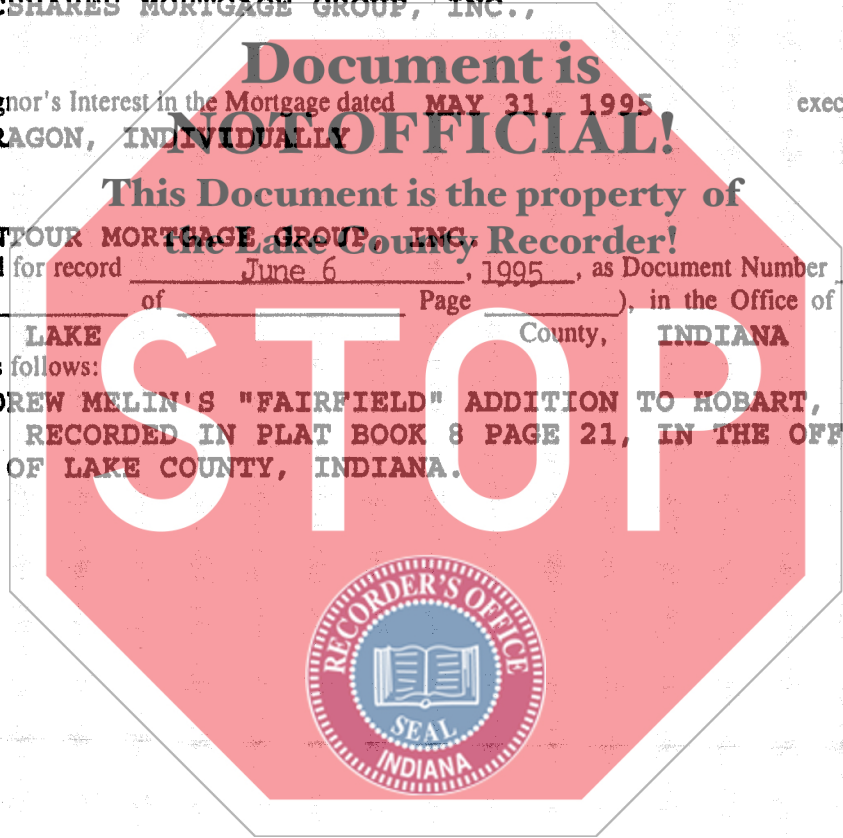 SHARES MORTGAGE GROUP, INC.,
Document is
gnor's Interest in the Mortgage dated MAY 31, 1995 exec
RAGON, INDIVIDUALLY
NOT OFFICIAL!
This Document is the property of
NTOUR MORTGAGE GROUP, INC.
the Lake County Recorder!
for record June 6, 1995, as Document Number
of Page ), in the Office of
LAKE County, INDIANA
s follows:
DREW MELIN'S "FAIRFIELD" ADDITION TO HOBART,
RECORDED IN PLAT BOOK 8 PAGE 21, IN THE OFF
OF LAKE COUNTY, INDIANA.
STOP
RECORDER'S OFFICE
SEAL
INDIANA